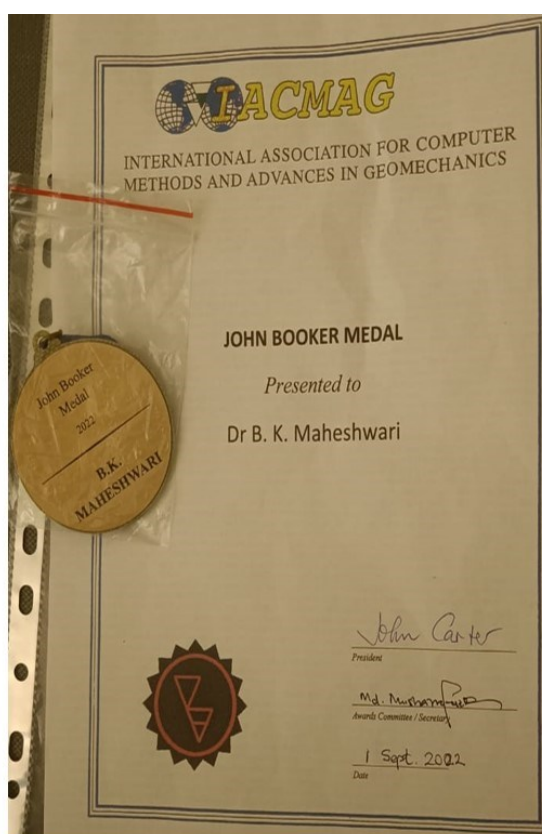 IACMAG
INTERNATIONAL ASSOCIATION FOR COMPUTER
METHODS AND ADVANCES IN GEOMECHANICS
JOHN BOOKER MEDAL
Presented to
Dr B. K. Maheshwari
John Booker
Medal
2022
B.K.
MAHESHWARI
John Carter
President
Md.
Awards Committee / Secretary
1 Sept. 2022
Date